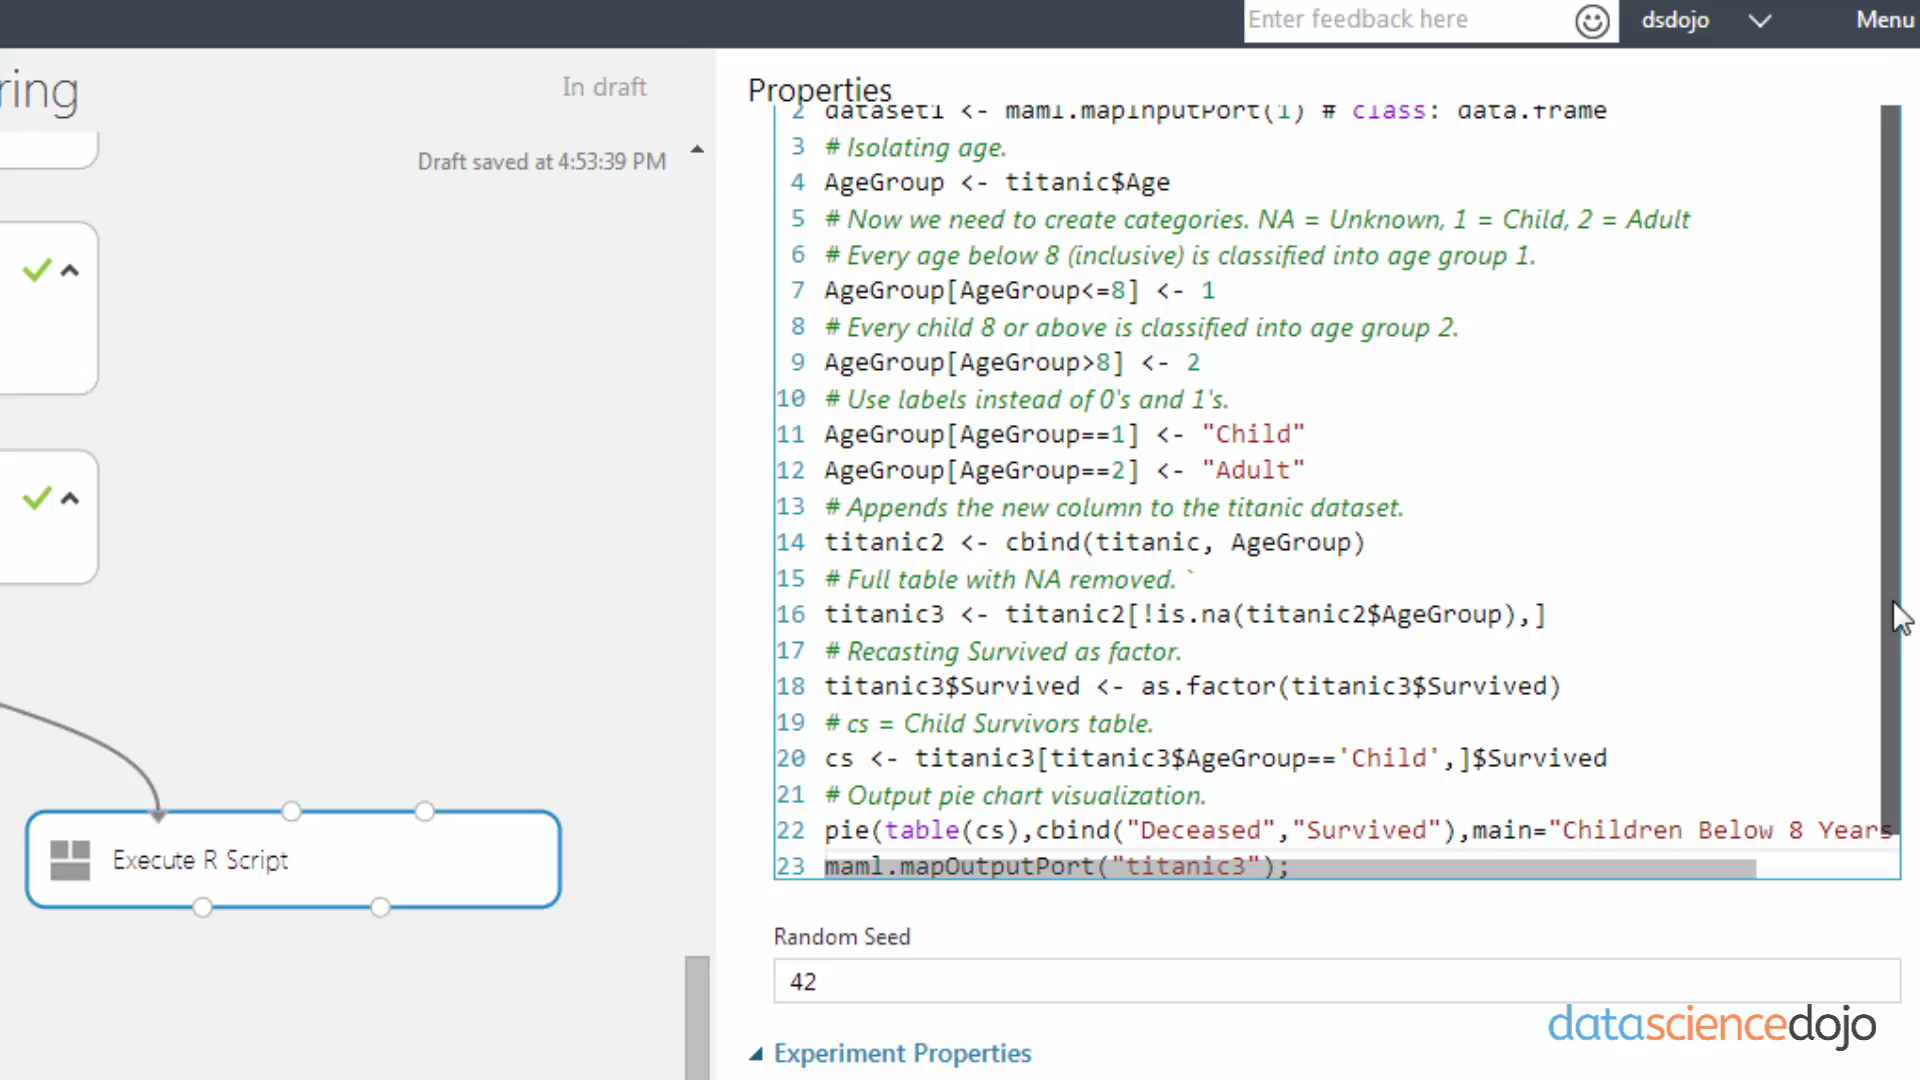 Enter feedback here
dsdojo
Menu
ring
In draft
Properties
Draft saved at 4:53:39 PM
2 dataset1 <- maml.mapInputPort(1) # class: data.frame
3 # Isolating age.
4 AgeGroup <- titanic$Age
5 # Now we need to create categories. NA = Unknown, 1 = Child, 2 = Adult
6 # Every age below 8 (inclusive) is classified into age group 1.
7 AgeGroup[AgeGroup<=8] <- 1
8 # Every child 8 or above is classified into age group 2.
9 AgeGroup[AgeGroup>8] <- 2
10 # Use labels instead of 0's and 1's.
11 AgeGroup[AgeGroup==1] <- "Child"
12 AgeGroup[AgeGroup==2] <- "Adult"
13 # Appends the new column to the titanic dataset.
14 titanic2 <- cbind(titanic, AgeGroup)
15 # Full table with NA removed. `
16 titanic3 <- titanic2[!is.na(titanic2$AgeGroup),]
17 # Recasting Survived as factor.
18 titanic3$Survived <- as.factor(titanic3$Survived)
19 # cs = Child Survivors table.
20 cs <- titanic3[titanic3$AgeGroup=='Child',]$Survived
21 # Output pie chart visualization.
22 pie(table(cs),cbind("Deceased","Survived"),main="Children Below 8 Years
23 maml.mapOutputPort("titanic3");
Execute R Script
Random Seed
42
datasciencedojo
Experiment Properties